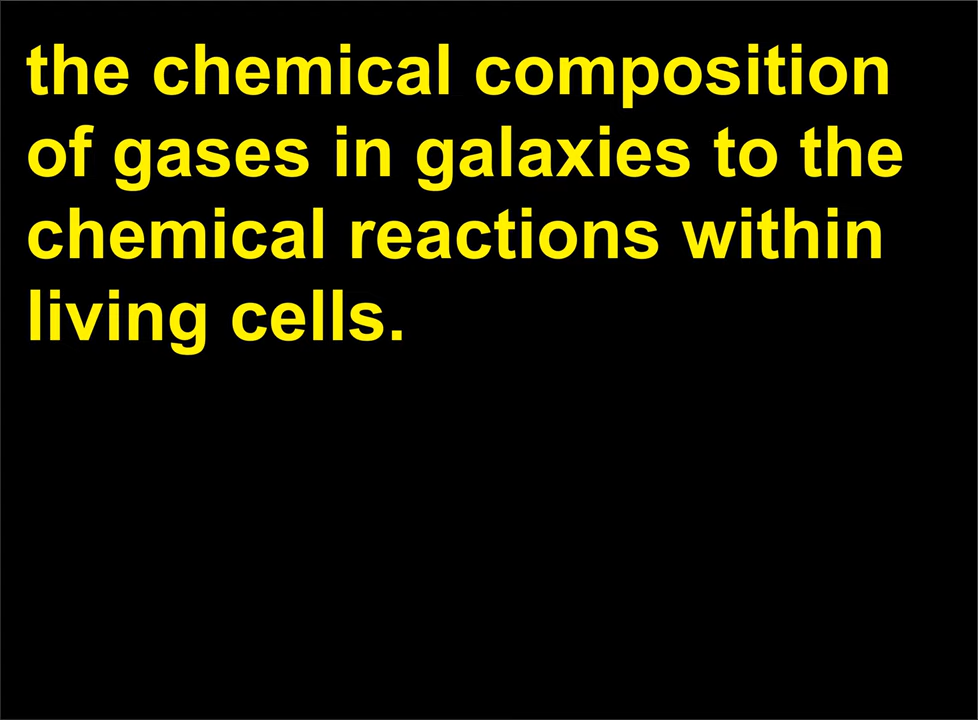 the chemical composition
of gases in galaxies to the
chemical reactions within
living cells.